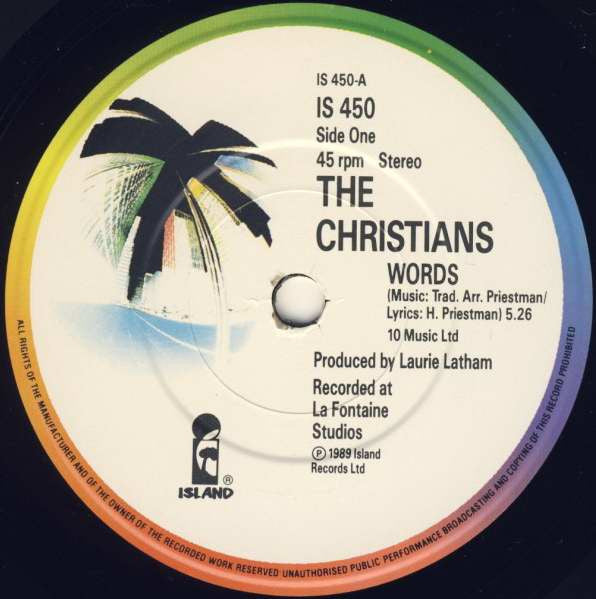 IS 450-A
IS 450
Side One
45 rpm Stereo
THE
CHRISTIANS
WORDS
(Music: Trad. Arr. Priestman/
Lyrics: H. Priestman) 5.26
10 Music Ltd
Produced by Laurie Latham
Recorded at
La Fontaine
Studios
℗ 1989 Island
Records Ltd
®
ISLAND
ALL RIGHTS OF THE MANUFACTURER AND OF THE OWNER OF THE RECORDED WORK RESERVED UNAUTHORISED PUBLIC PERFORMANCE BROADCASTING AND COPYING OF THIS RECORD PROHIBITED